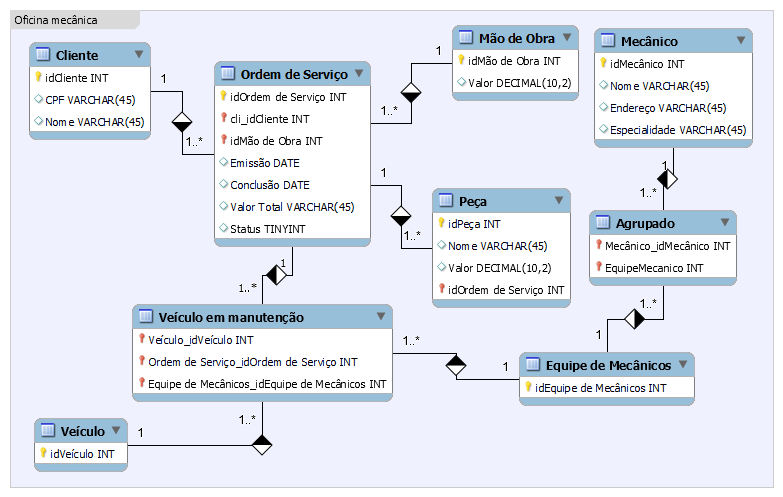 Oficina mecânica
Cliente
idCliente INT
CPF VARCHAR(45)
Nome VARCHAR(45)
1
1..*
Ordem de Serviço
idOrdem de Serviço INT
cli_idCliente INT
idMão de Obra INT
Emissão DATE
Conclusão DATE
Valor Total VARCHAR(45)
Status TINYINT
1
1..*
Mão de Obra
idMão de Obra INT
Valor DECIMAL(10,2)
Mecânico
idMecânico INT
Nome VARCHAR(45)
Endereço VARCHAR(45)
Especialidade VARCHAR(45)
1
1..*
1
1..*
Peça
idPeça INT
Nome VARCHAR(45)
Valor DECIMAL(10,2)
idOrdem de Serviço INT
Agrupado
Mecânico_idMecânico INT
EquipeMecanico INT
1..*
1
1
1..*
Veículo em manutenção
Veículo_idVeículo INT
Ordem de Serviço_idOrdem de Serviço INT
Equipe de Mecânicos_idEquipe de Mecânicos INT
1..*
1
Equipe de Mecânicos
idEquipe de Mecânicos INT
1..*
1
Veículo
idVeículo INT